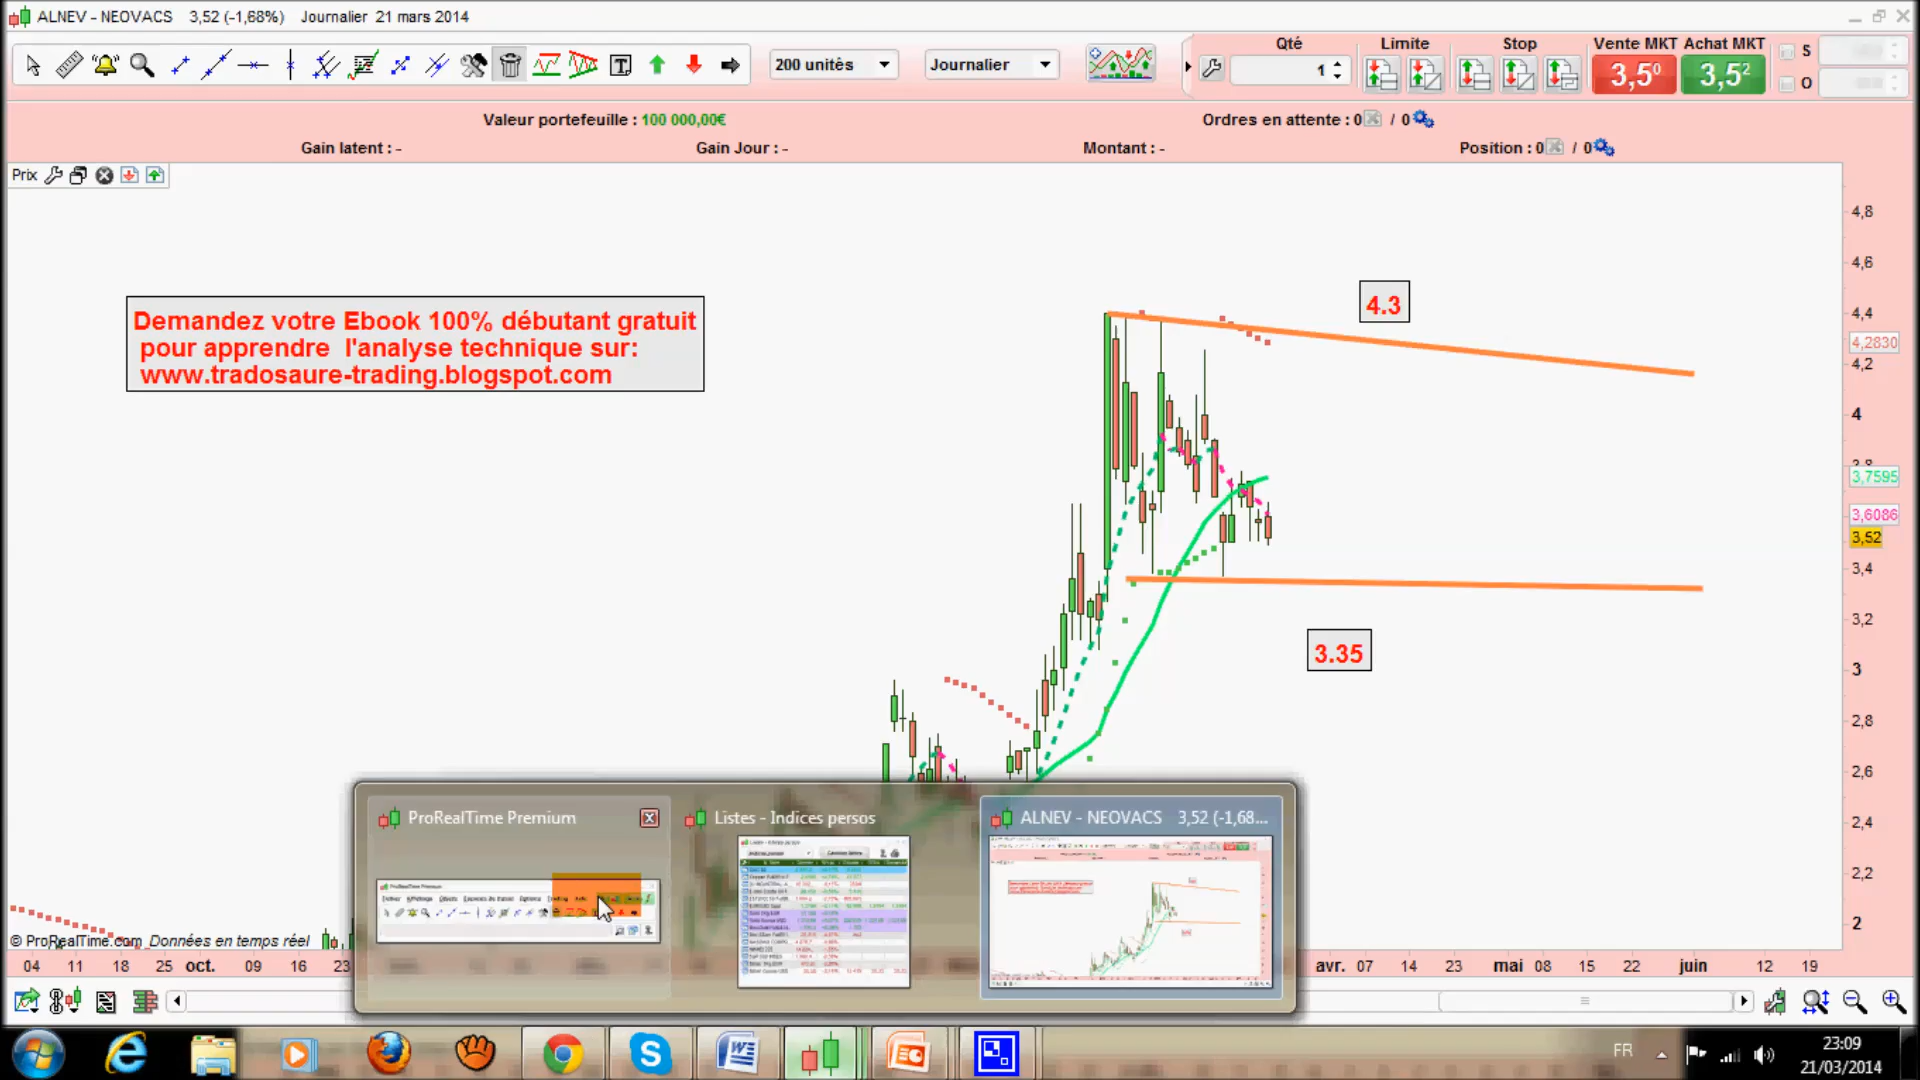 ALNEV - NEOVACS 3,52 (-1,68%) Journalier 21 mars 2014
200 unités
Journalier
Qté
1
Limite
Stop
Vente MKT
3,5⁰
Achat MKT
3,5²
S
O
Valeur portefeuille : 100 000,00€
Ordres en attente : 0 / 0
Gain latent : -
Gain Jour : -
Montant : -
Position : 0 / 0
Prix
Demandez votre Ebook 100% débutant gratuit
pour apprendre l'analyse technique sur:
www.tradosaure-trading.blogspot.com
4.3
3.35
4,8
4,6
4,4
4,2830
4,2
4
3,7595
3,6086
3,52
3,4
3,2
3
2,8
2,6
2,4
2,2
2
© ProRealTime.com Données en temps réel
04 11 18 25 oct. 09 16 23
avr. 07 14 23 mai 08 15 22 juin 12 19
ProRealTime Premium
Listes - Indices persos
ALNEV - NEOVACS 3,52 (-1,68...
FR
23:09
21/03/2014